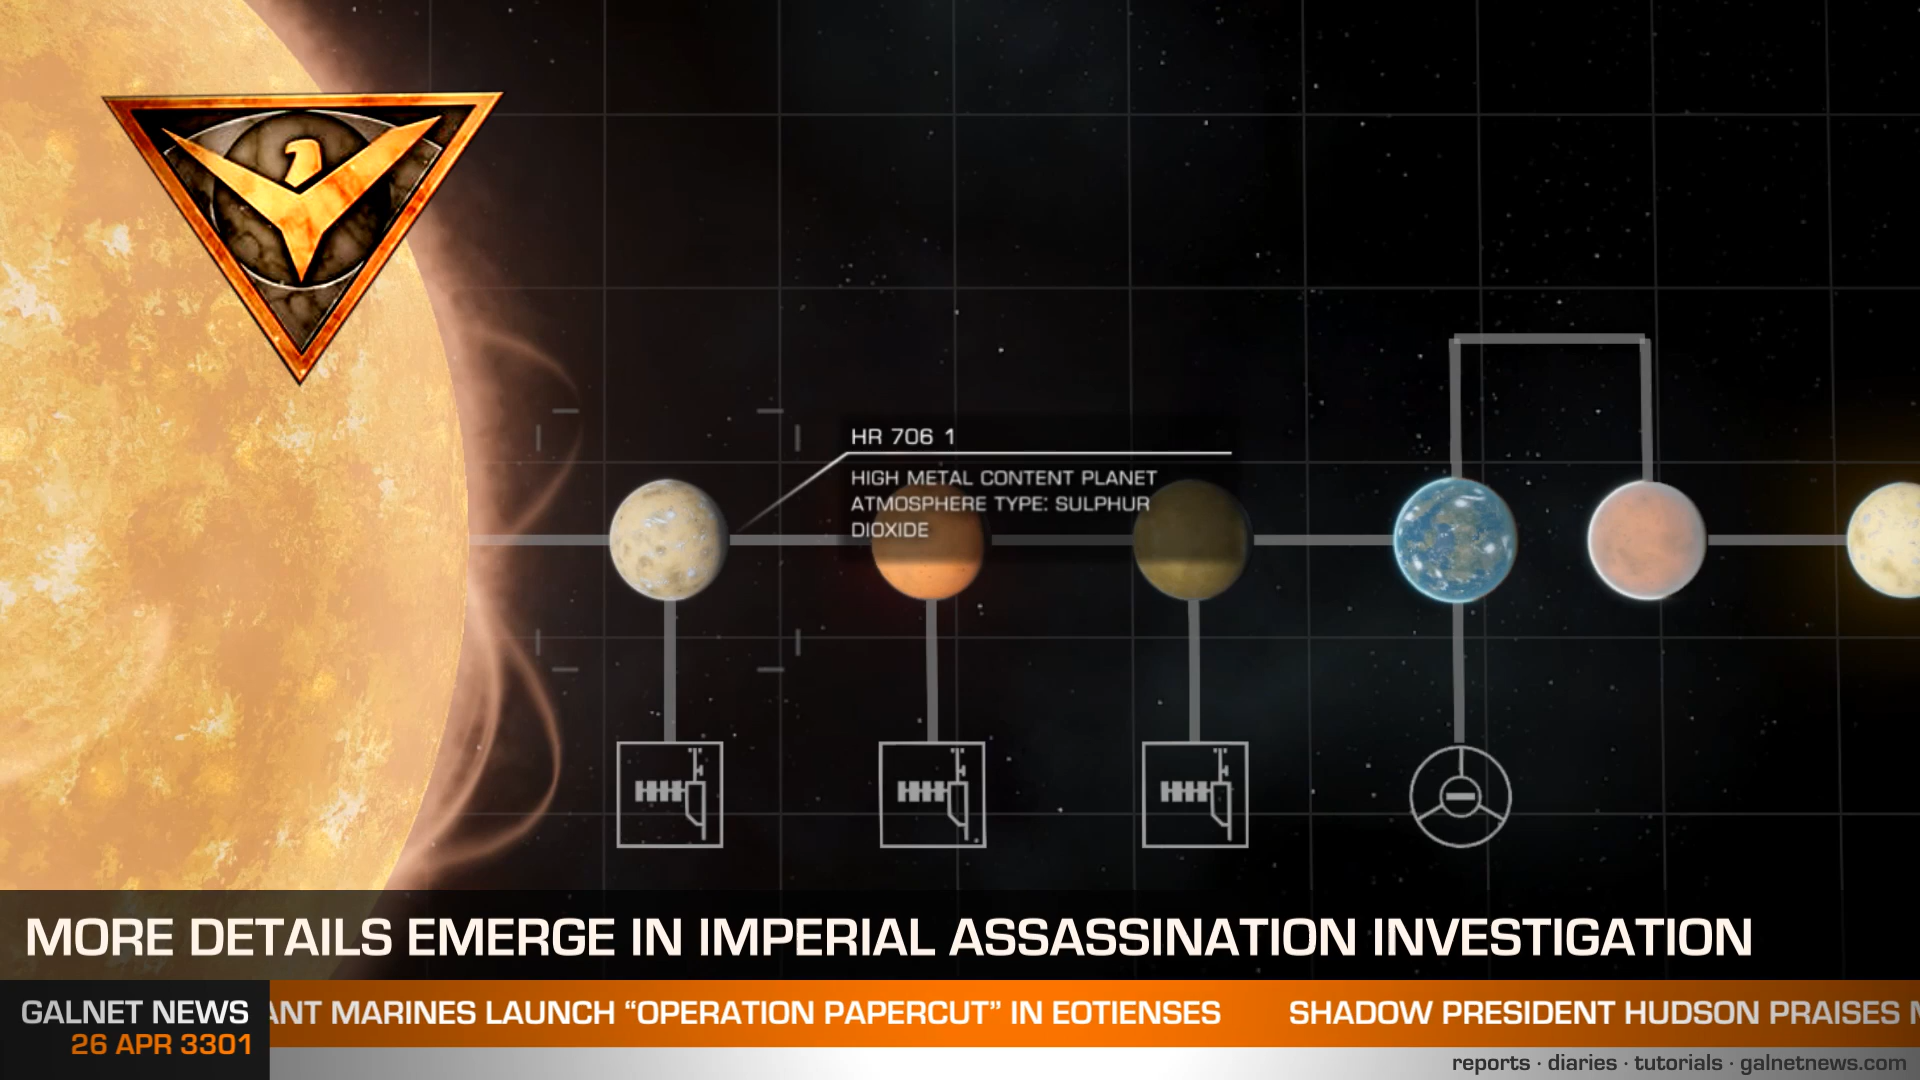 HR 706 1
HIGH METAL CONTENT PLANET
ATMOSPHERE TYPE: SULPHUR
DIOXIDE
MORE DETAILS EMERGE IN IMPERIAL ASSASSINATION INVESTIGATION
GALNET NEWS
26 APR 3301
ANT MARINES LAUNCH “OPERATION PAPERCUT” IN EOTIENSES SHADOW PRESIDENT HUDSON PRAISES
reports · diaries · tutorials · galnetnews.com